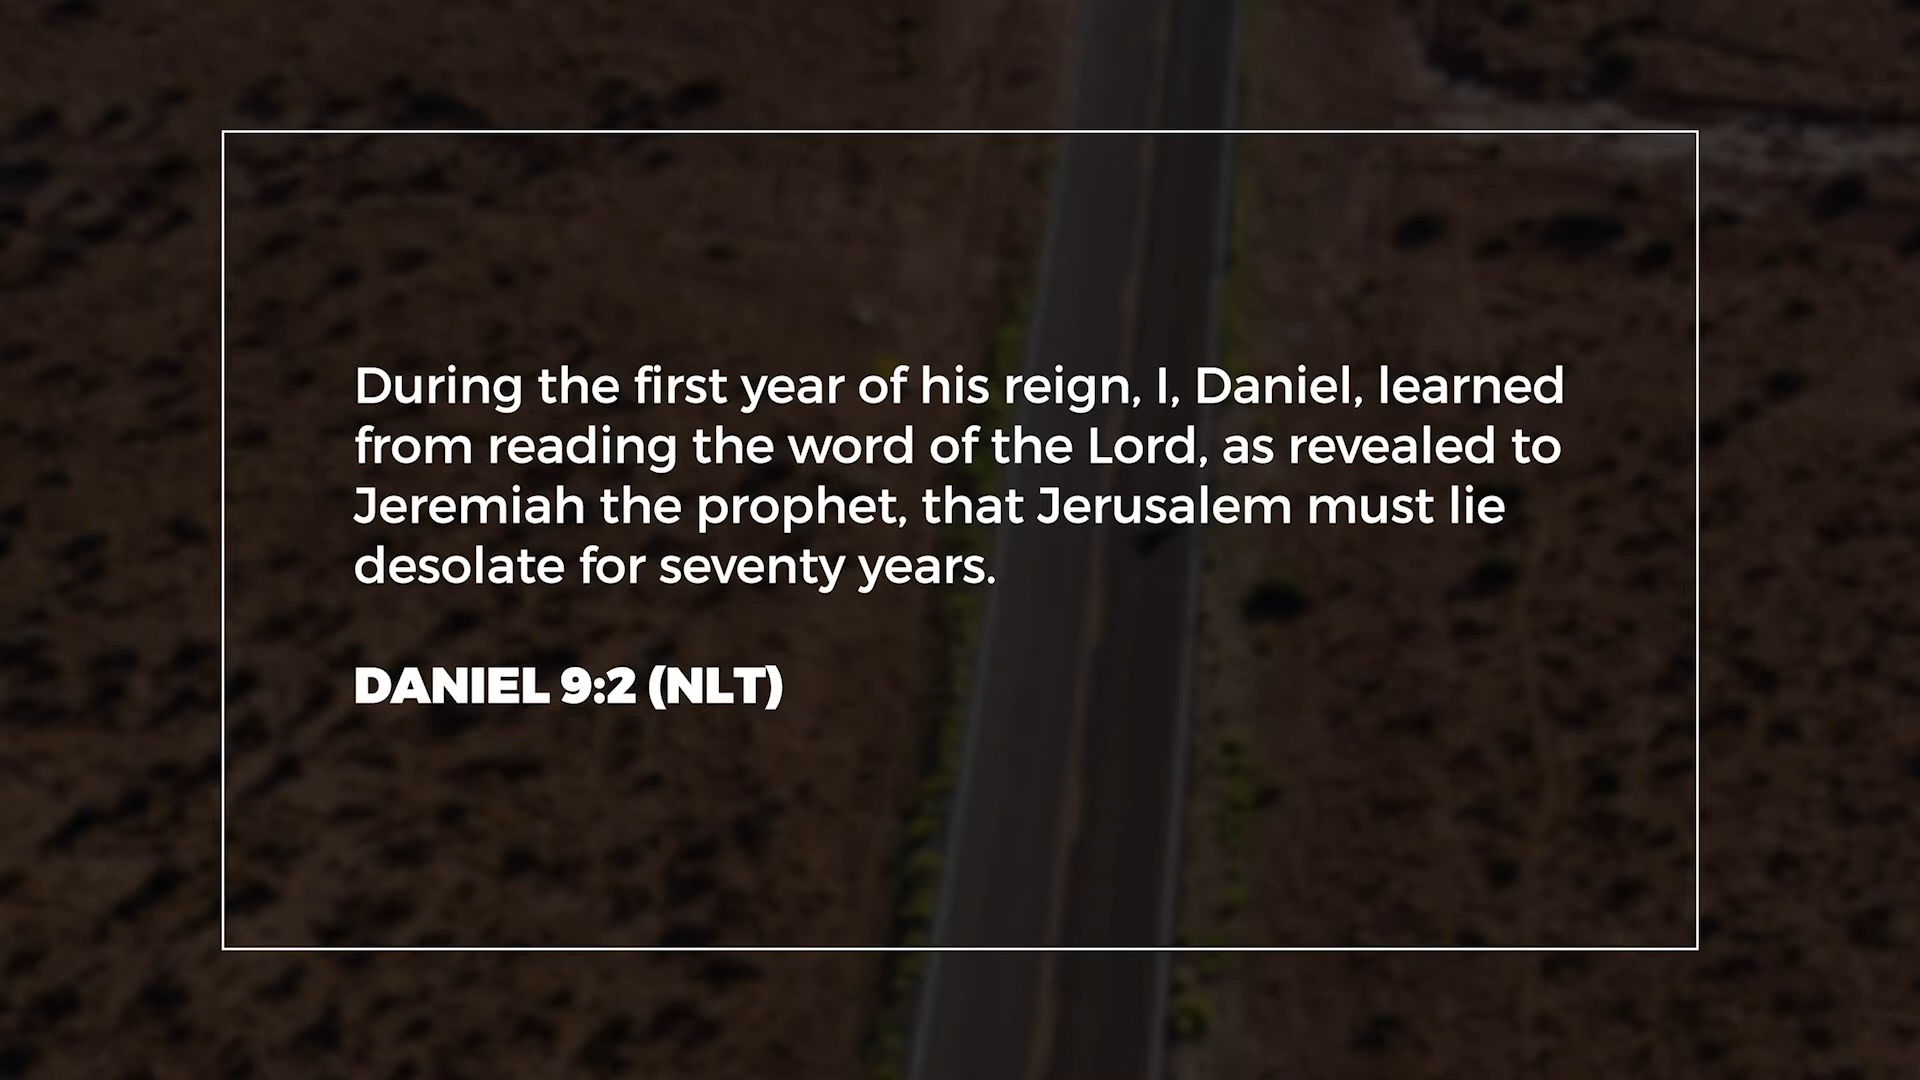 During the first year of his reign, I, Daniel, learned
from reading the word of the Lord, as revealed to
Jeremiah the prophet, that Jerusalem must lie
desolate for seventy years.
DANIEL 9:2 (NLT)